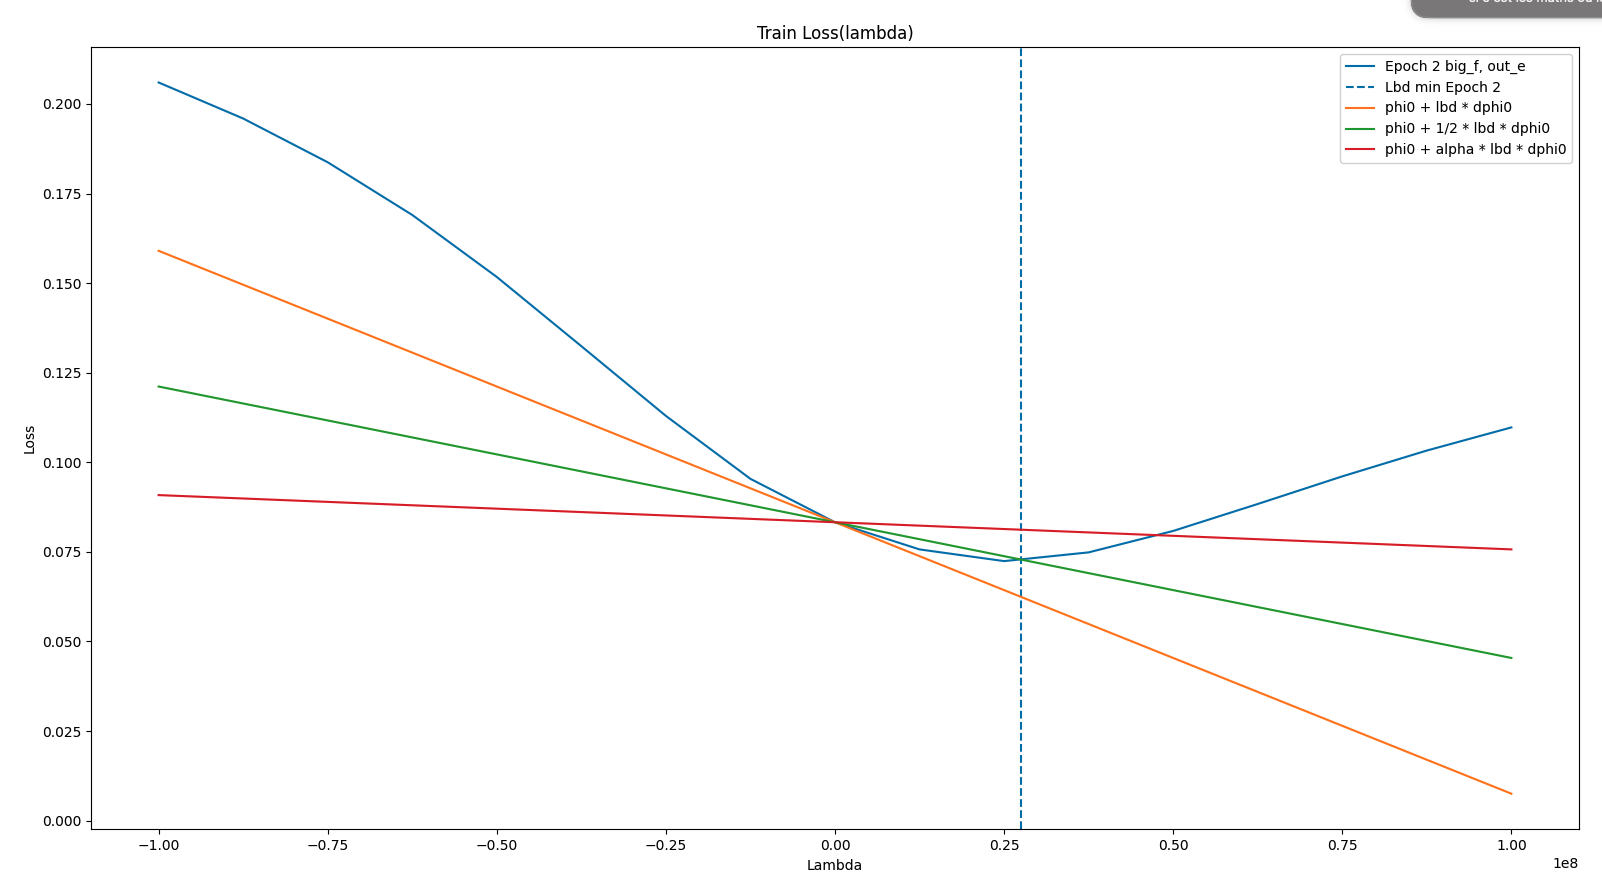 Train Loss(lambda)
Epoch 2 big_f, out_e
Lbd min Epoch 2
phi0 + lbd * dphi0
phi0 + 1/2 * lbd * dphi0
phi0 + alpha * lbd * dphi0
0.200
0.175
0.150
0.125
0.100
0.075
0.050
0.025
0.000
Loss
−1.00 −0.75 −0.50 −0.25 0.00 0.25 0.50 0.75 1.00
1e8
Lambda